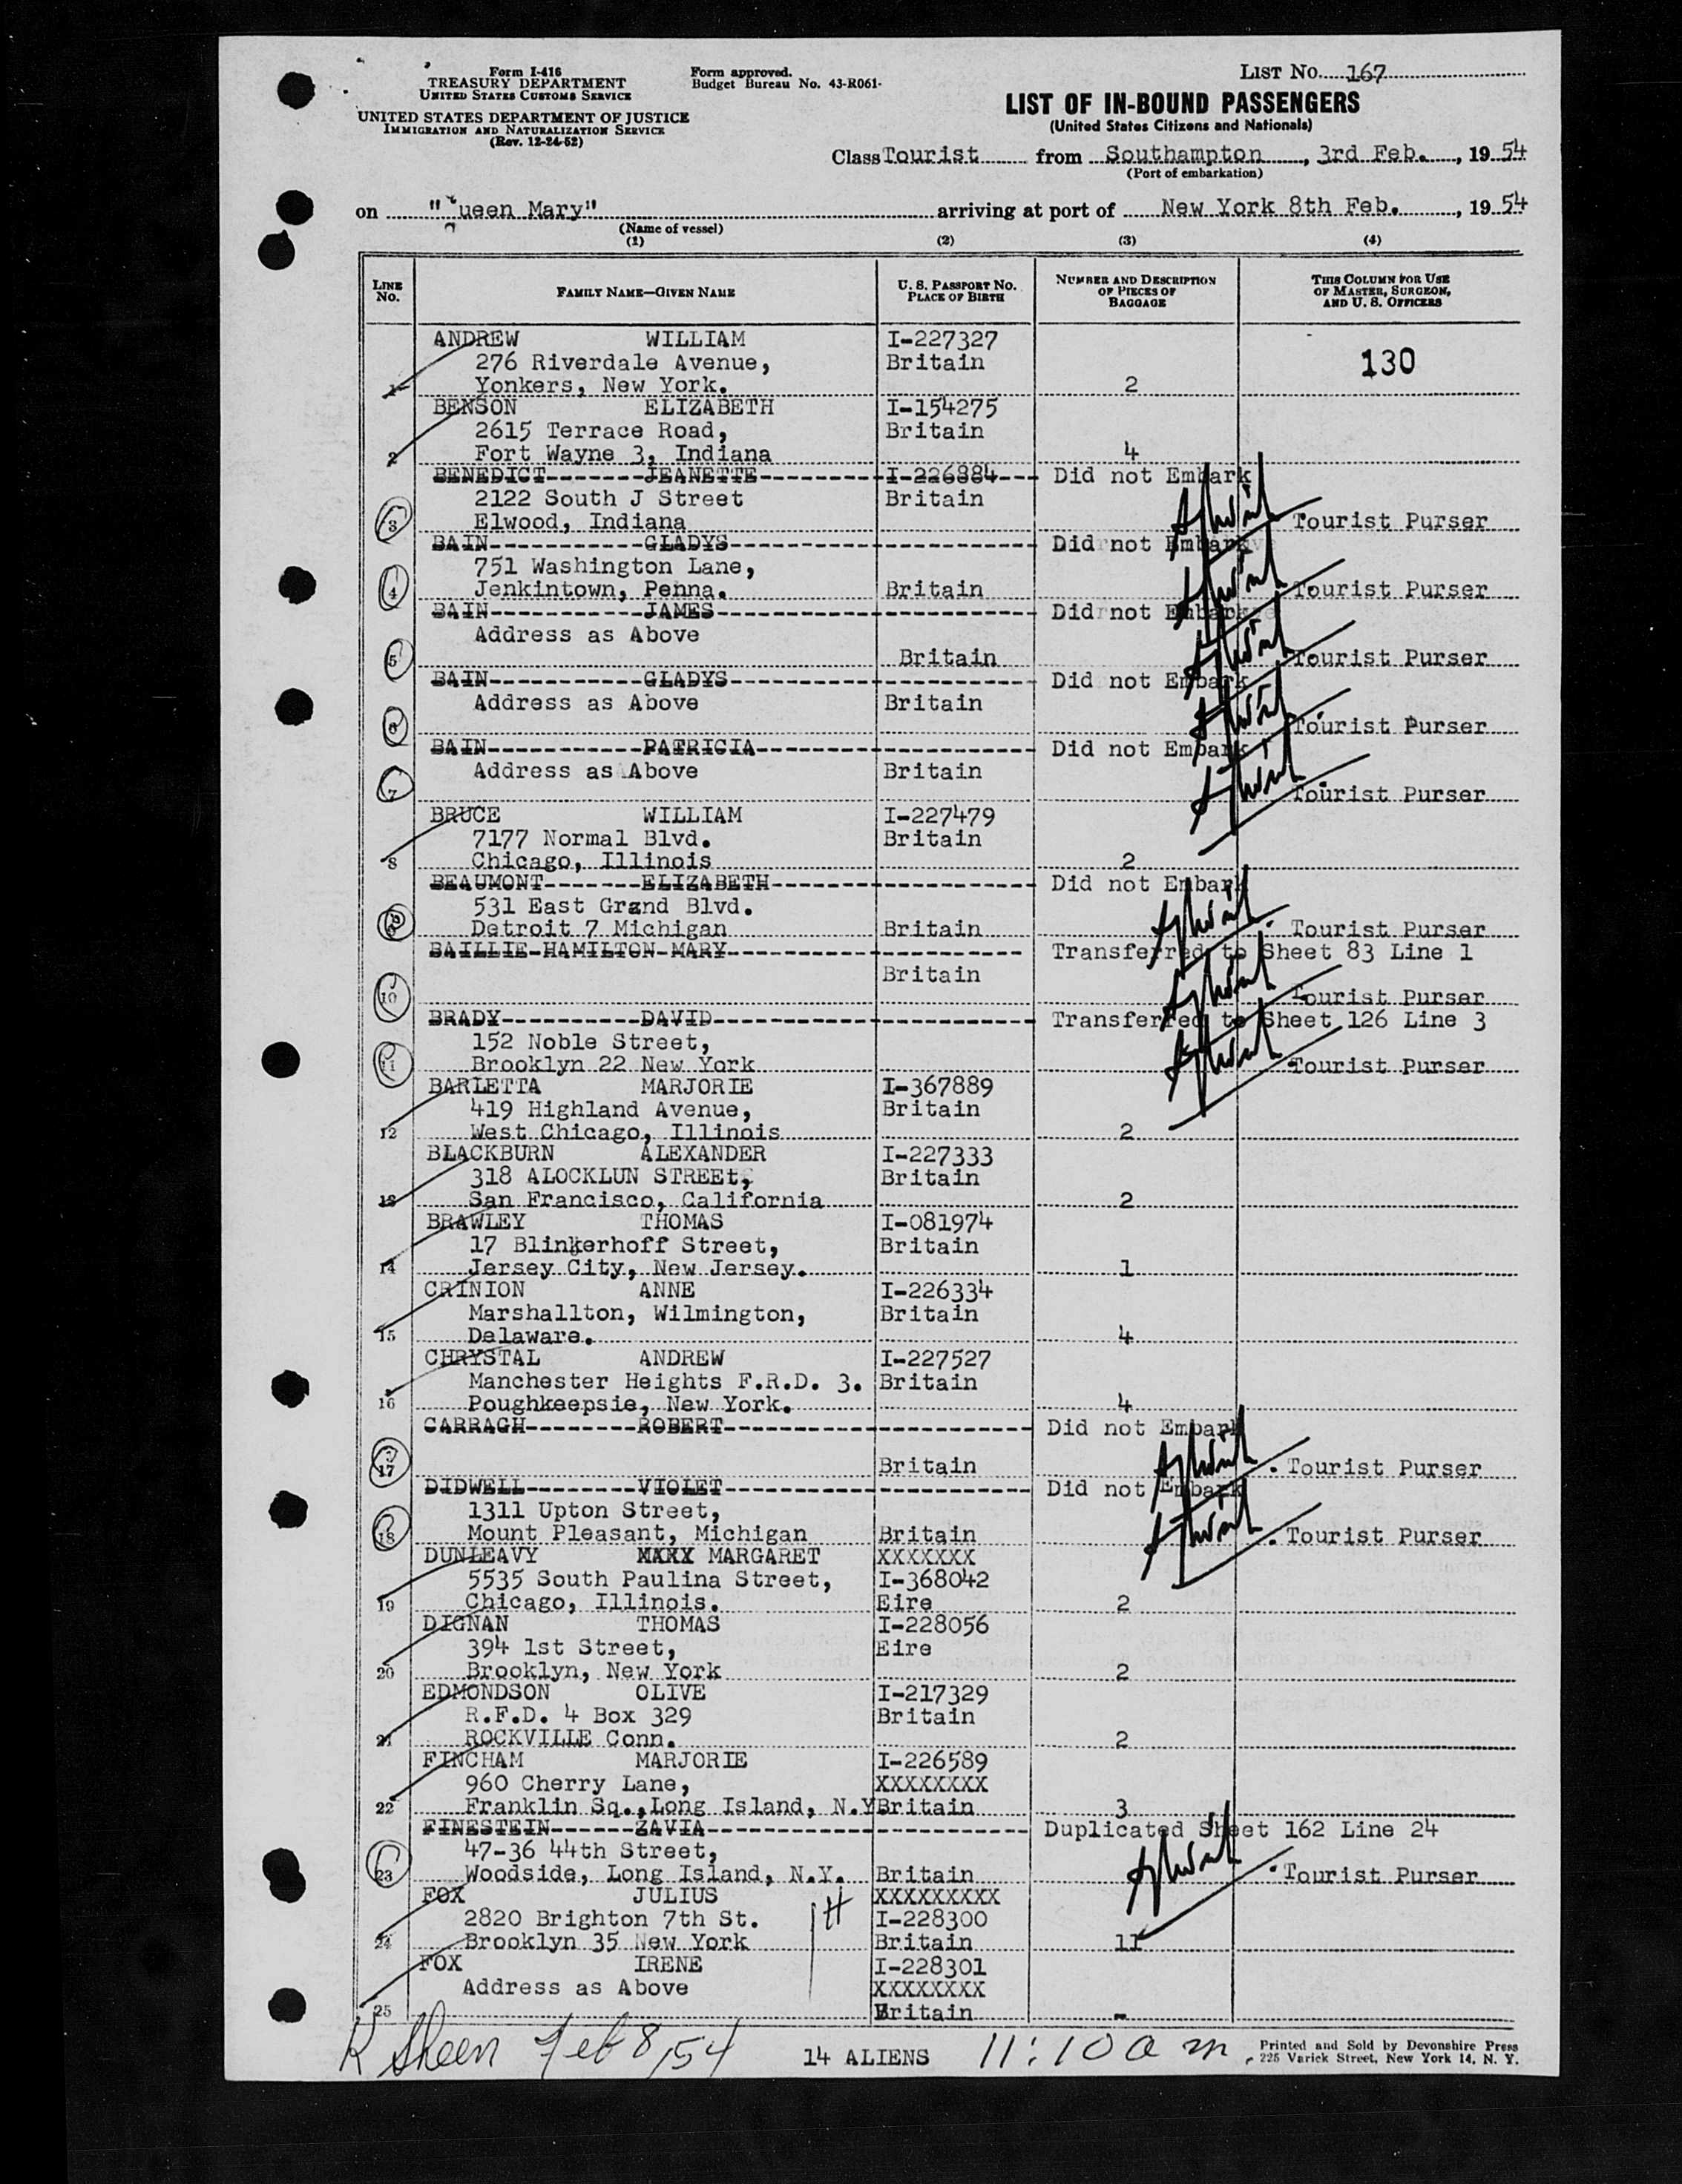 Form I-416
TREASURY DEPARTMENT
UNITED STATES CUSTOMS SERVICE
UNITED STATES DEPARTMENT OF JUSTICE
IMMIGRATION AND NATURALIZATION SERVICE
(Rev. 12-24-52)
Form approved.
Budget Bureau No. 43-R061-
LIST No. 167
LIST OF IN-BOUND PASSENGERS
(United States Citizens and Nationals)
Class Tourist from Southampton, 3rd Feb., 19 54
(Port of embarkation)
on " ueen Mary" arriving at port of New York 8th Feb., 19 54
(Name of vessel)
(1) (2) (3) (4)
LINE No. FAMILY NAME—GIVEN NAME U. S. PASSPORT No. PLACE OF BIRTH NUMBER AND DESCRIPTION OF PIECES OF BAGGAGE THIS COLUMN FOR USE OF MASTER, SURGEON, AND U. S. OFFICERS
ANDREW WILLIAM I-227327
276 Riverdale Avenue, Britain 130
1 Yonkers, New York. 2
BENSON ELIZABETH I-154275
2615 Terrace Road, Britain
2 Fort Wayne 3, Indiana 4
BENEDICT-------JEANETTE---------I-226884--- Did not Embark
2122 South J Street Britain
3 Elwood, Indiana Tourist Purser
BAIN-----------GLADYS---------------------- Did not Embark
751 Washington Lane,
4 Jenkintown, Penna. Britain Tourist Purser
BAIN-----------JAMES----------------------- Did not Embark
Address as Above
5 Britain Tourist Purser
BAIN-----------GLADYS---------------------- Did not Embark
Address as Above Britain
6 Tourist Purser
BAIN-----------PATRICIA-------------------- Did not Embark
Address as Above Britain
7 Tourist Purser
BRUCE WILLIAM I-227479
7177 Normal Blvd. Britain
8 Chicago, Illinois 2
BEAUMONT-------ELIZABETH------------------- Did not Embark
531 East Grand Blvd.
9 Detroit 7 Michigan Britain Tourist Purser
BAILLIE-HAMILTON-MARY--------------------- Transferred to Sheet 83 Line 1
Britain
10 Tourist Purser
BRADY----------DAVID----------------------- Transferred to Sheet 126 Line 3
152 Noble Street,
11 Brooklyn 22 New York Tourist Purser
BARLETTA MARJORIE I-367889
419 Highland Avenue, Britain
12 West Chicago, Illinois 2
BLACKBURN ALEXANDER I-227333
318 ALOCKLUN STREEt, Britain
13 San Francisco, California 2
BRAWLEY THOMAS I-081974
17 Blinkerhoff Street, Britain
14 Jersey City, New Jersey. 1
CRINION ANNE I-226334
Marshallton, Wilmington, Britain
15 Delaware. 4
CHRYSTAL ANDREW I-227527
Manchester Heights F.R.D. 3. Britain
16 Poughkeepsie, New York. 4
CARRAGH--------ROBERT---------------------- Did not Embark
17 Britain Tourist Purser
DIDWELL--------VIOLET---------------------- Did not Embark
1311 Upton Street,
18 Mount Pleasant, Michigan Britain Tourist Purser
DUNLEAVY MARY MARGARET XXXXXXX
5535 South Paulina Street, I-368042
19 Chicago, Illinois. Eire 2
DIGNAN THOMAS I-228056
394 1st Street, Eire
20 Brooklyn, New York 2
EDMONDSON OLIVE I-217329
R.F.D. 4 Box 329 Britain
21 ROCKVILLE Conn. 2
FINCHAM MARJORIE I-226589
960 Cherry Lane, XXXXXXXX
22 Franklin Sq.,Long Island, N.Y Britain 3
FINESTEIN------ZAVIA----------------------- Duplicated Sheet 162 Line 24
47-36 44th Street,
23 Woodside, Long Island, N.Y. Britain Tourist Purser
FOX JULIUS XXXXXXXXX
2820 Brighton 7th St. I-228300
24 Brooklyn 35 New York Britain 11
FOX IRENE I-228301
Address as Above XXXXXXXX
25 Britain -
K Sheen Feb 8, 54 14 ALIENS 11:10 a m
Printed and Sold by Devonshire Press
225 Varick Street, New York 14, N. Y.